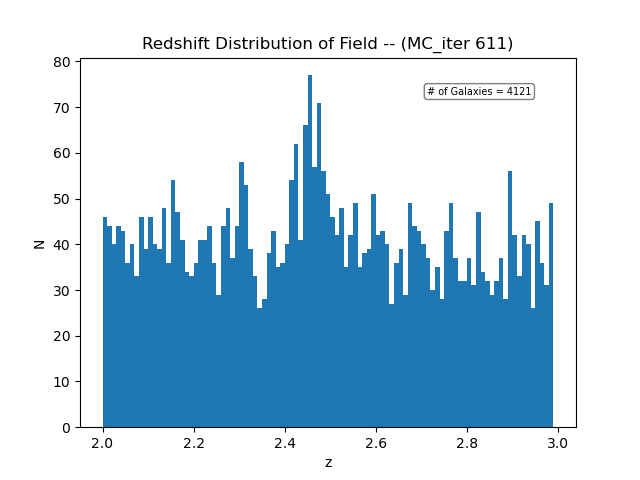 Redshift Distribution of Field -- (MC_iter 611)
# of Galaxies = 4121
80
70
60
50
40
30
20
10
0
N
2.0 2.2 2.4 2.6 2.8 3.0
z